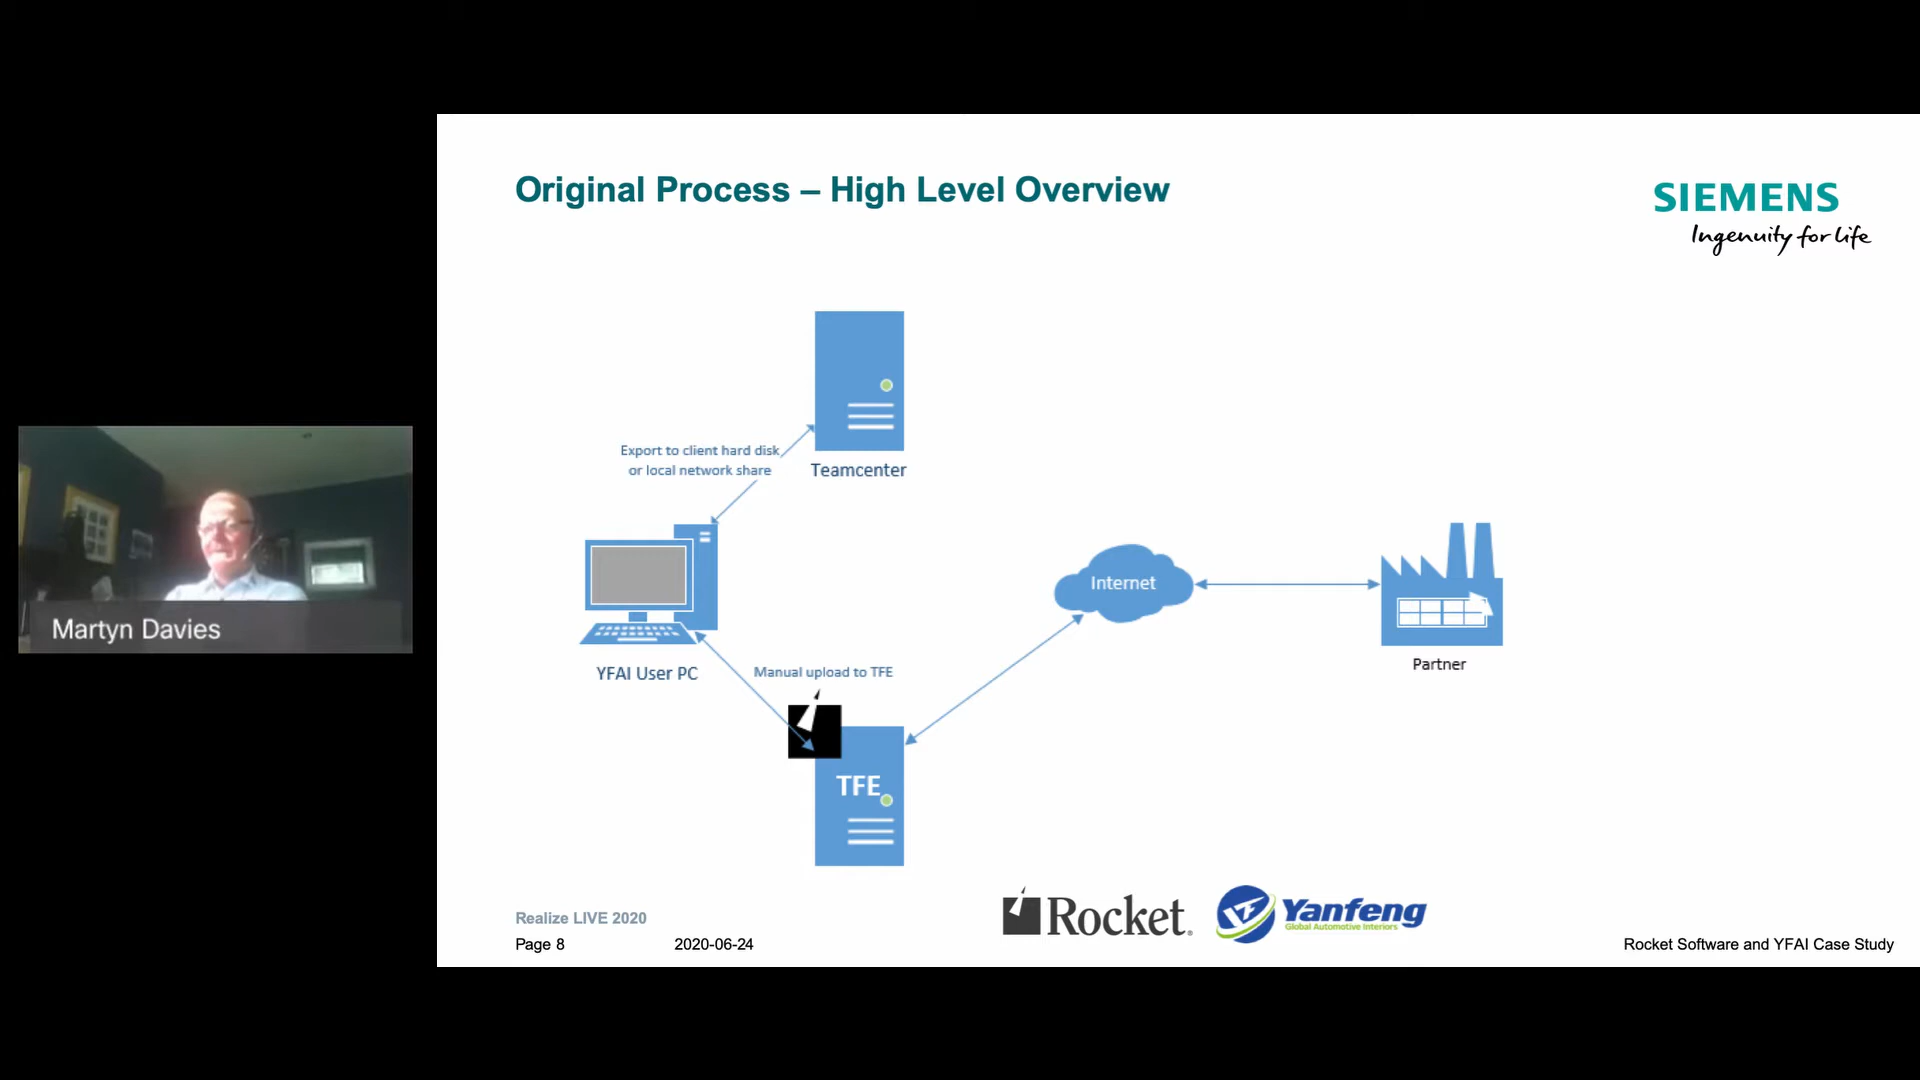 Original Process – High Level Overview
SIEMENS
Ingenuity for life
Export to client hard disk
or local network share
Teamcenter
Internet
YFAI User PC
Manual upload to TFE
Partner
TFE
Martyn Davies
Realize LIVE 2020
Page 8
2020-06-24
Rocket®
YF
Yanfeng
Global Automotive Interiors
Rocket Software and YFAI Case Study